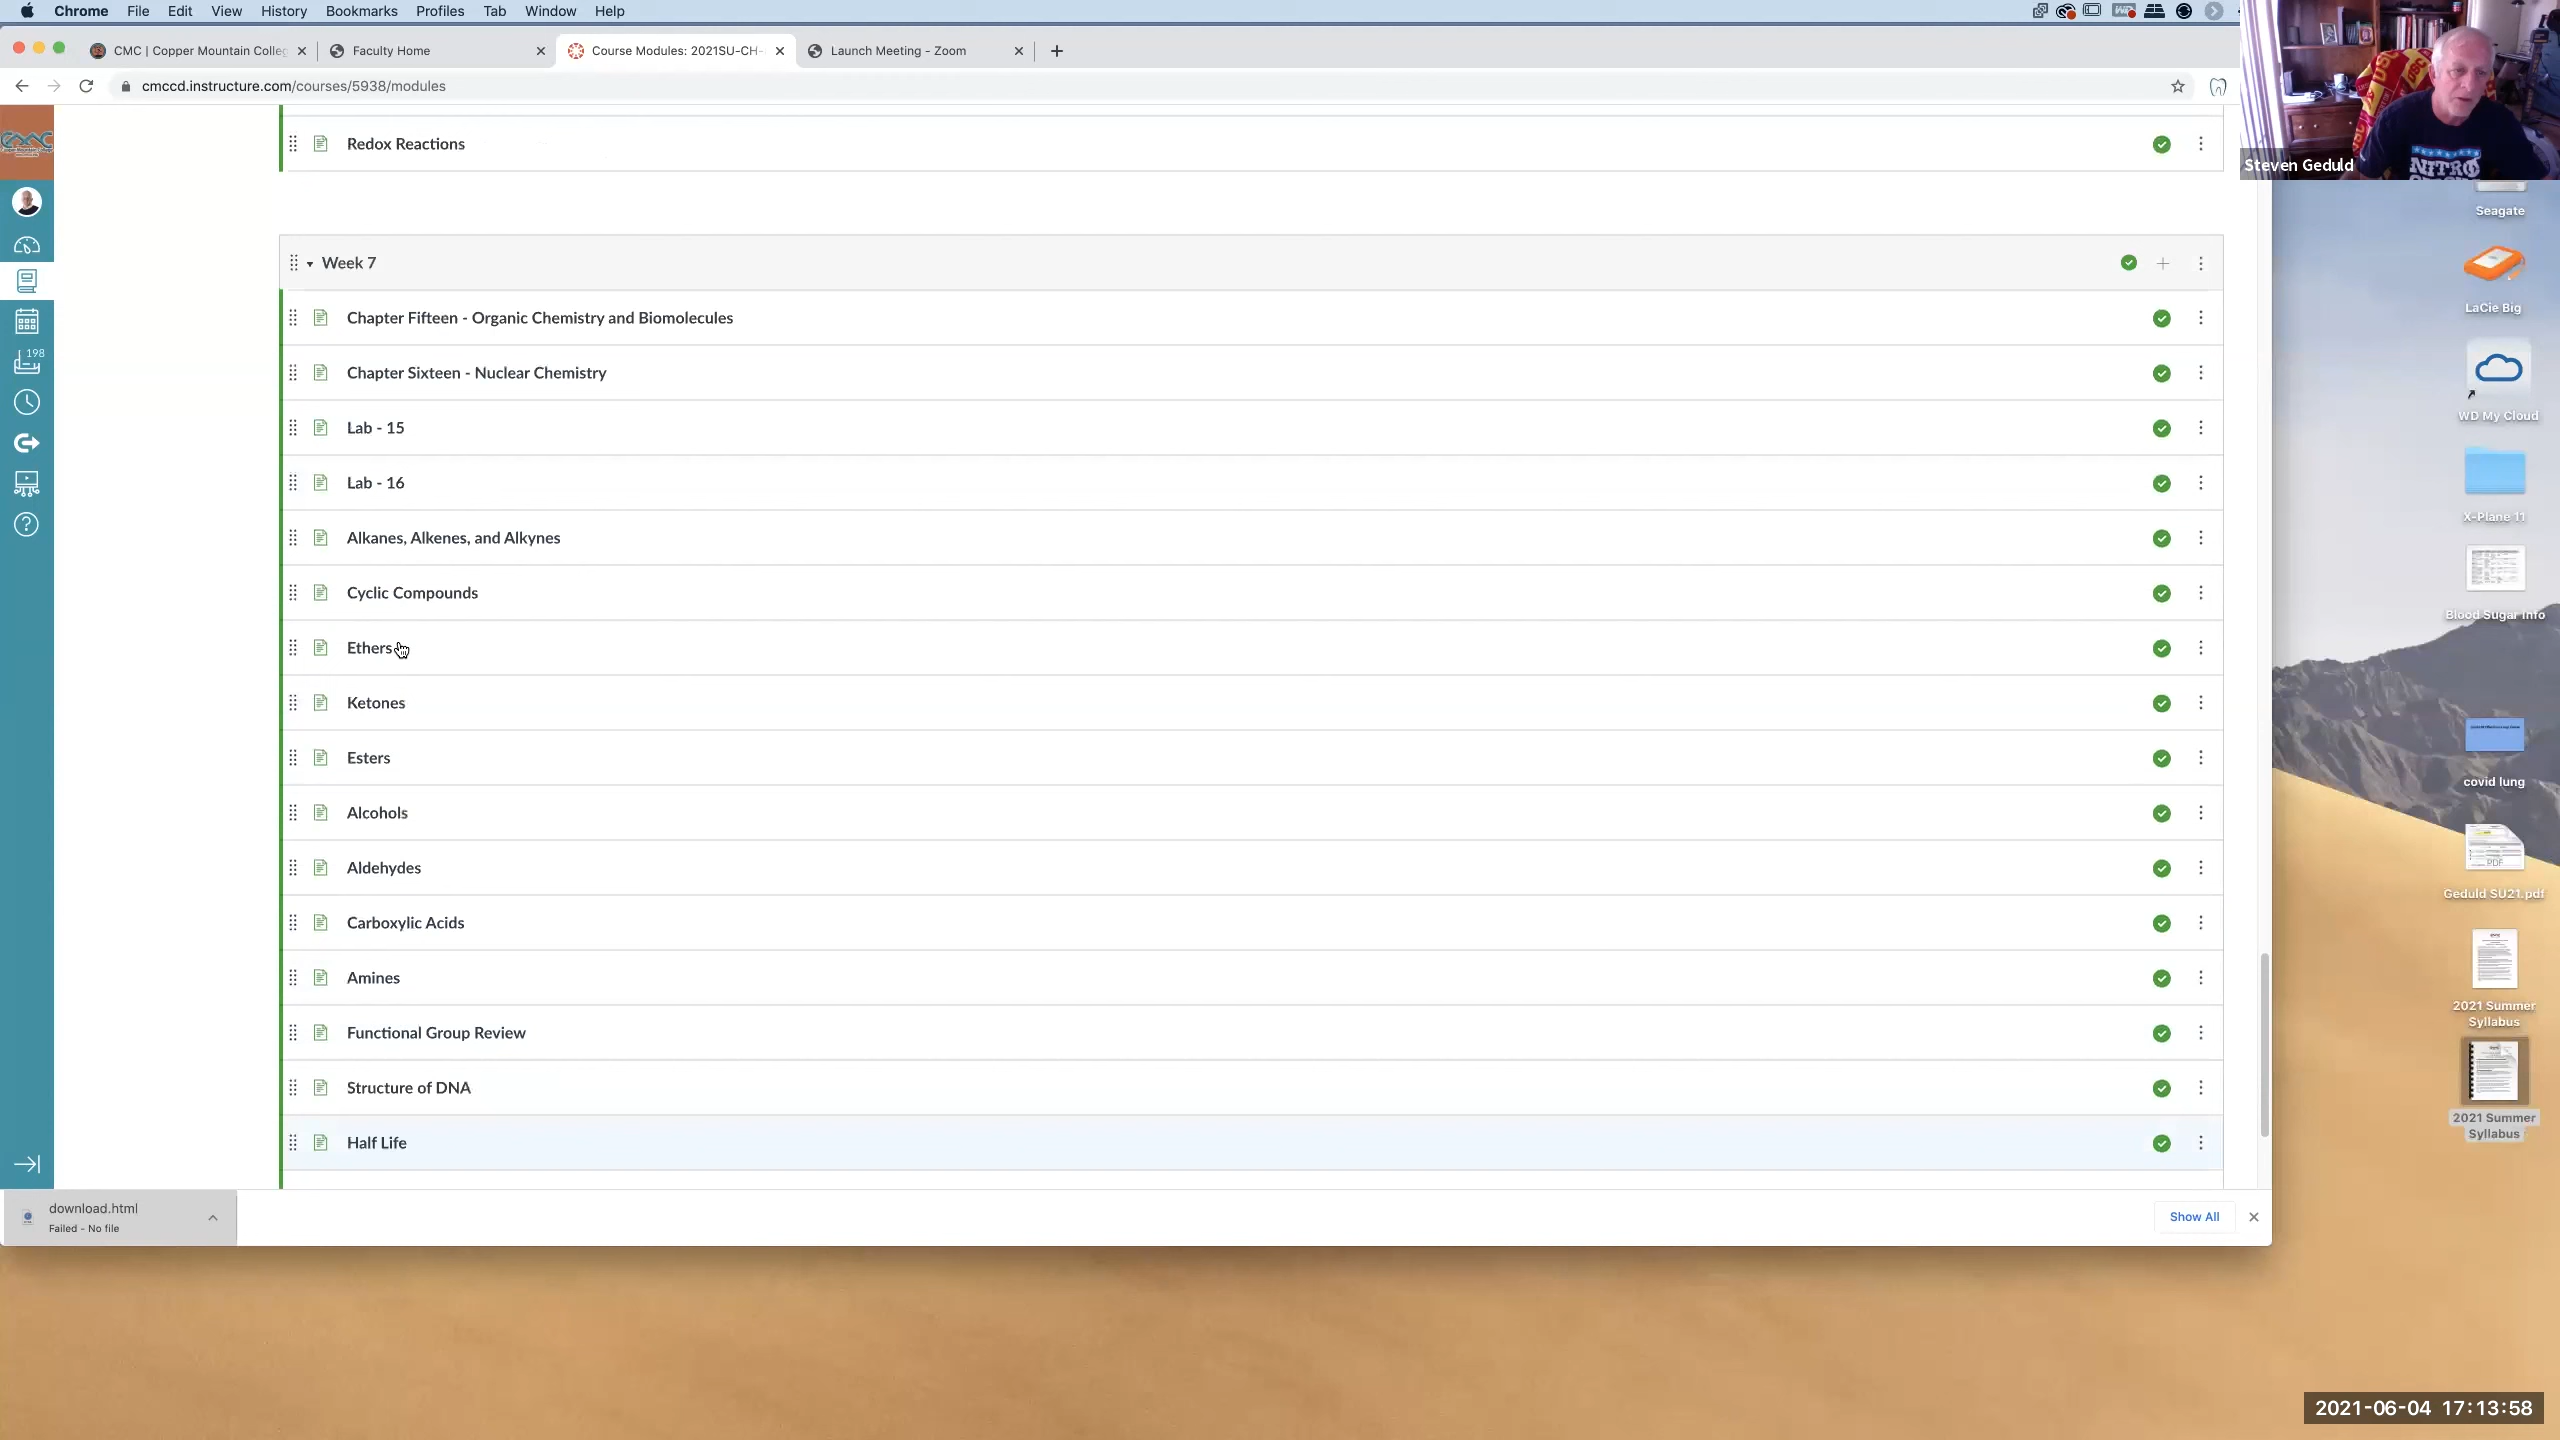 Chrome File Edit View History Bookmarks Profiles Tab Window Help
CMC | Copper Mountain Colleg
Faculty Home
Course Modules: 2021SU-CH-
Launch Meeting - Zoom
cmccd.instructure.com/courses/5938/modules
Redox Reactions
Week 7
Chapter Fifteen - Organic Chemistry and Biomolecules
Chapter Sixteen - Nuclear Chemistry
Lab - 15
Lab - 16
Alkanes, Alkenes, and Alkynes
Cyclic Compounds
Ethers
Ketones
Esters
Alcohols
Aldehydes
Carboxylic Acids
Amines
Functional Group Review
Structure of DNA
Half Life
198
download.html
Failed - No file
Show All
Steven Geduld
NITRO
Seagate
LaCie Big
WD My Cloud
X-Plane 11
Blood Sugar Info
covid lung
PDF
Geduld SU21.pdf
2021 Summer
Syllabus
2021 Summer
Syllabus
2021-06-04 17:13:58